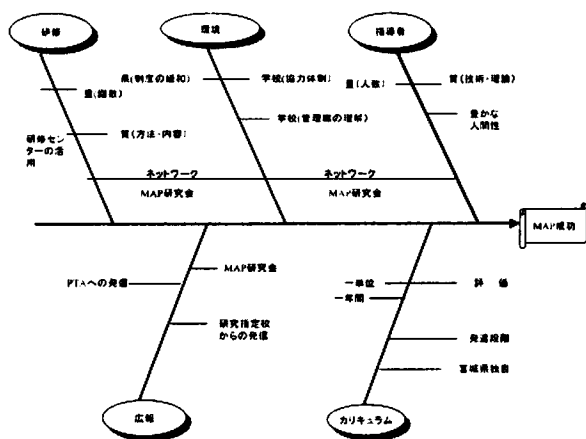 研修
環境
指導者
県(制度の緩和)
学校(協力体制)
量(人数)
質(技術・理論)
量(回数)
学校(管理職の理解)
豊かな
人間性
研修セン
ターの活
用
質(方法・内容)
ネットワーク
ネットワーク
MAP研究会
MAP研究会
MAP成功
MAP研究会
PTAへの発信
一単位
評 価
一年間
研究指定校
からの発信
発達段階
宮城県独自
広報
カリキュラム